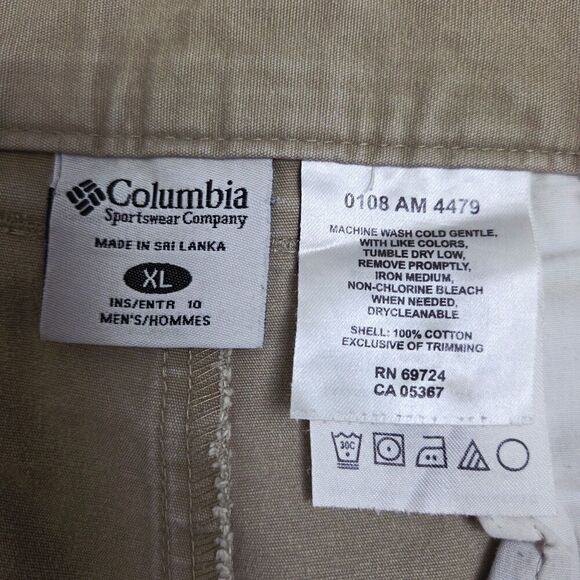 Columbia
Sportswear Company
MADE IN SRI LANKA
XL
INS/ENTR 10
MEN'S/HOMMES
0108 AM 4479
MACHINE WASH COLD GENTLE,
WITH LIKE COLORS,
TUMBLE DRY LOW,
REMOVE PROMPTLY,
IRON MEDIUM,
NON-CHLORINE BLEACH
WHEN NEEDED,
DRYCLEANABLE
SHELL: 100% COTTON
EXCLUSIVE OF TRIMMING
RN 69724
CA 05367
30C